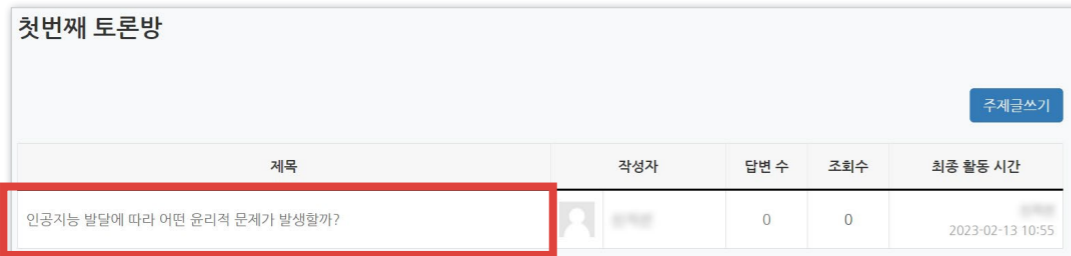 첫번째 토론방
주제글쓰기
제목 작성자 답변 수 조회수 최종 활동 시간
인공지능 발달에 따라 어떤 윤리적 문제가 발생할까? 0 0
2023-02-13 10:55